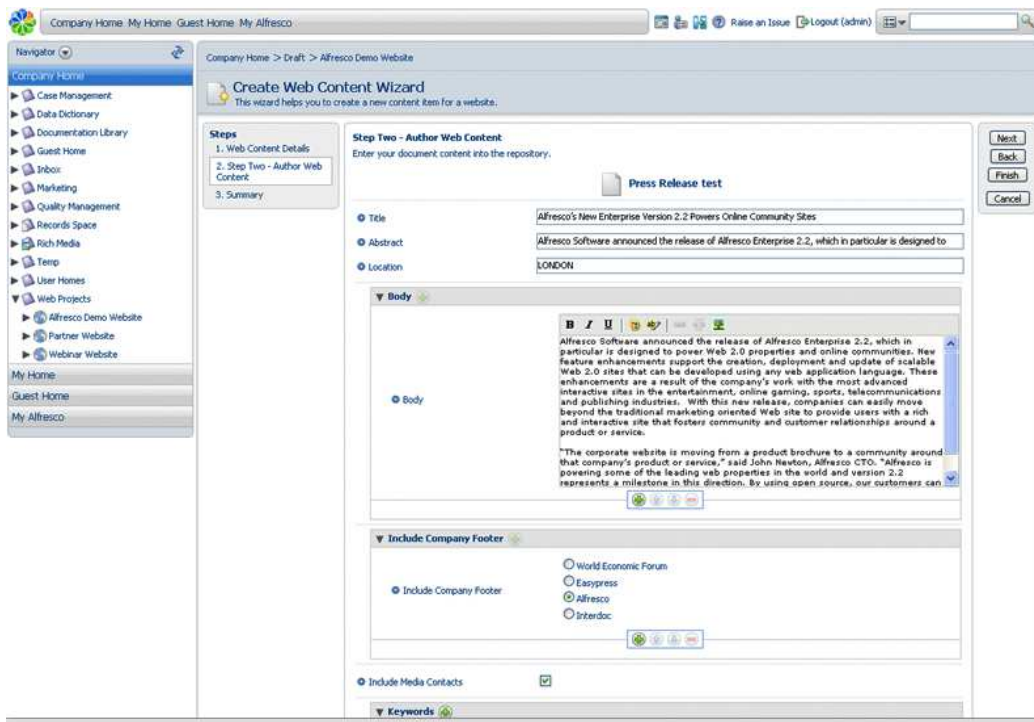 Company Home My Home Guest Home My Alfresco
Raise an Issue Logout (admin)
Navigator
Company Home
Case Management
Data Dictionary
Documentation Library
Guest Home
Inbox
Marketing
Quality Management
Records Space
Rich Media
Temp
User Homes
Web Projects
Alfresco Demo Website
Partner Website
Webinar Website
My Home
Guest Home
My Alfresco
Company Home > Draft > Alfresco Demo Website
Create Web Content Wizard
This wizard helps you to create a new content item for a website.
Steps
1. Web Content Details
2. Step Two - Author Web
Content
3. Summary
Step Two - Author Web Content
Enter your document content into the repository.
Press Release test
Title
Alfresco's New Enterprise Version 2.2 Powers Online Community Sites
Abstract
Alfresco Software announced the release of Alfresco Enterprise 2.2, which in particular is designed to
Location
LONDON
Body
B I U
Body
Alfresco Software announced the release of Alfresco Enterprise 2.2, which in
particular is designed to power Web 2.0 properties and online communities. New
feature enhancements support the creation, deployment and update of scalable
Web 2.0 sites that can be developed using any web application language. These
enhancements are a result of the company's work with the most advanced
interactive sites in the entertainment, online gaming, sports, telecommunications
and publishing industries. With this new release, companies can easily move
beyond the traditional marketing oriented Web site to provide users with a rich
and interactive site that fosters community and customer relationships around a
product or service.
"The corporate website is moving from a product brochure to a community around
that company's product or service," said John Newton, Alfresco CTO. "Alfresco is
powering some of the leading web properties in the world and version 2.2
represents a milestone in this direction. By using open source, our customers can
Include Company Footer
Include Company Footer
World Economic Forum
Easypress
Alfresco
Interdoc
Include Media Contacts
Keywords
Next
Back
Finish
Cancel